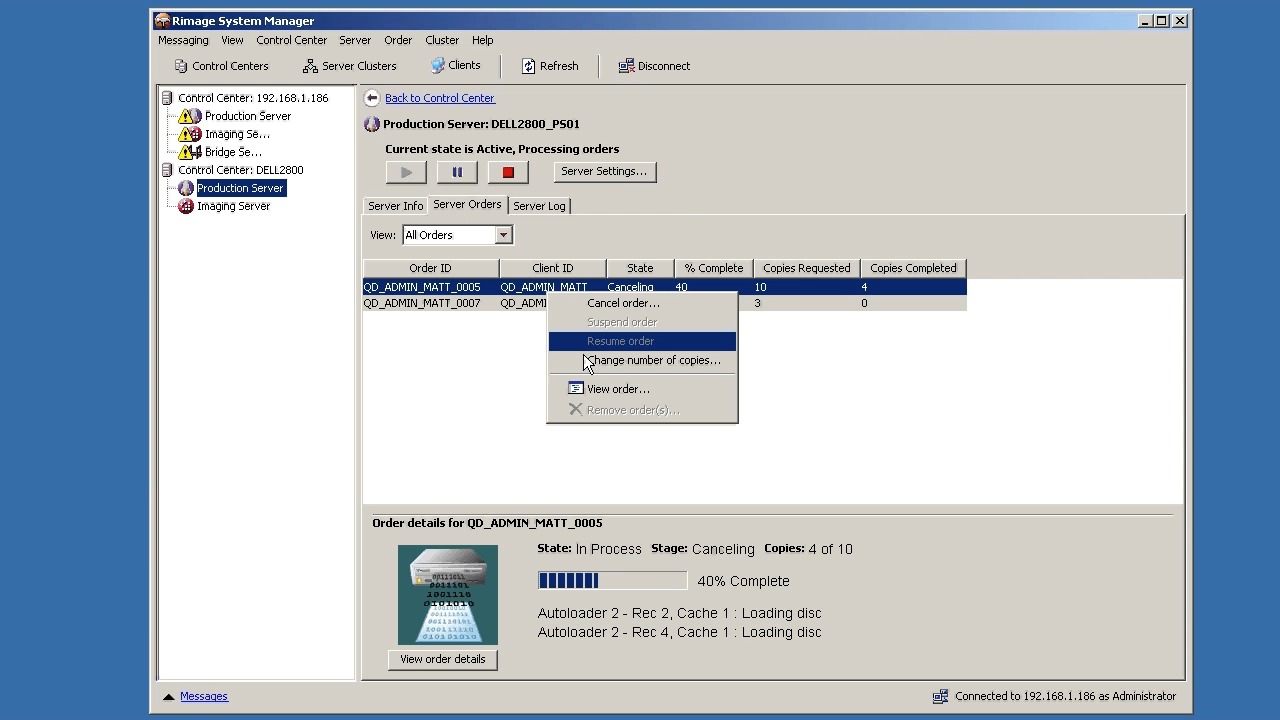 Rimage System Manager
Messaging View Control Center Server Order Cluster Help
Control Centers Server Clusters Clients Refresh Disconnect
Control Center: 192.168.1.186
Production Server
Imaging Se...
Bridge Se...
Control Center: DELL2800
Production Server
Imaging Server
Back to Control Center
Production Server: DELL2800_PS01
Current state is Active, Processing orders
Server Settings...
Server Info Server Orders Server Log
View: All Orders
Order ID Client ID State % Complete Copies Requested Copies Completed
QD_ADMIN_MATT_0005 QD_ADMIN_MATT Canceling 40 10 4
QD_ADMIN_MATT_0007 QD_ADMI 3 0
Cancel order...
Suspend order
Resume order
Change number of copies...
View order...
Remove order(s)...
Order details for QD_ADMIN_MATT_0005
State: In Process Stage: Canceling Copies: 4 of 10
40% Complete
Autoloader 2 - Rec 2, Cache 1 : Loading disc
Autoloader 2 - Rec 4, Cache 1 : Loading disc
View order details
Messages
Connected to 192.168.1.186 as Administrator